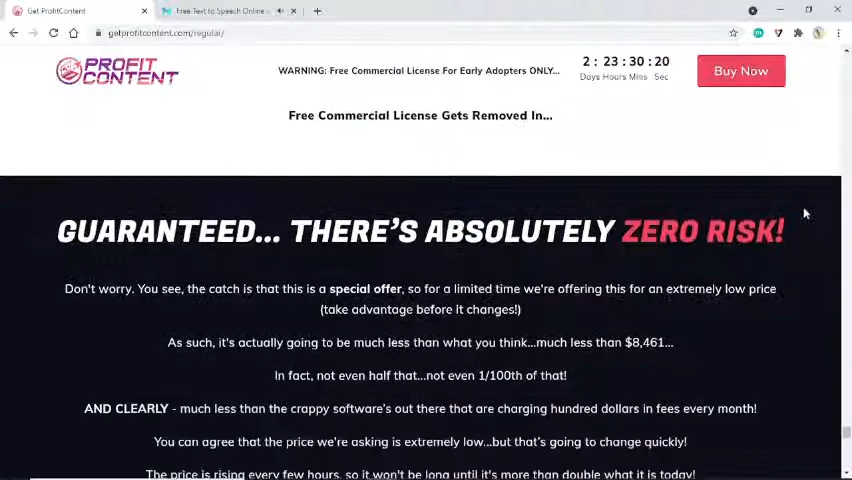 Get ProfitContent
Free Text to Speech Online
getprofitcontent.com/regular/
PROFIT
CONTENT
WARNING: Free Commercial License For Early Adopters ONLY...
2 : 23 : 30 : 20
Days Hours Mins Sec
Buy Now
Free Commercial License Gets Removed In...
GUARANTEED... THERE'S ABSOLUTELY ZERO RISK!
Don't worry. You see, the catch is that this is a special offer, so for a limited time we're offering this for an extremely low price
(take advantage before it changes!)
As such, it's actually going to be much less than what you think...much less than $8,461...
In fact, not even half that...not even 1/100th of that!
AND CLEARLY - much less than the crappy software's out there that are charging hundred dollars in fees every month!
You can agree that the price we're asking is extremely low...but that's going to change quickly!
The price is rising every few hours, so it won't be long until it's more than double what it is today!